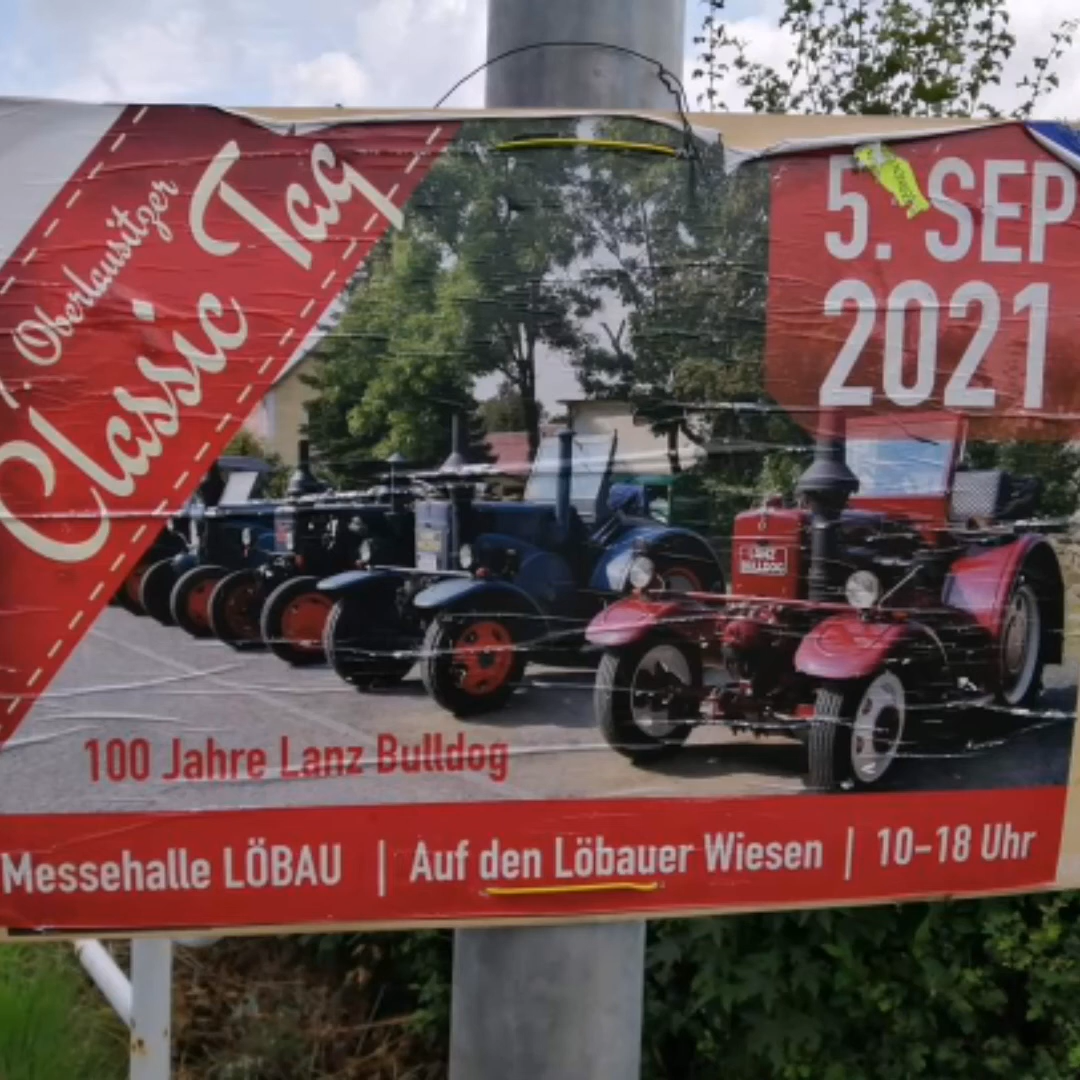 7. Oberlausitzer
Classic Tag
5. SEP
2021
LANZ
BULLDOG
100 Jahre Lanz Bulldog
Messehalle LÖBAU | Auf den Löbauer Wiesen | 10-18 Uhr